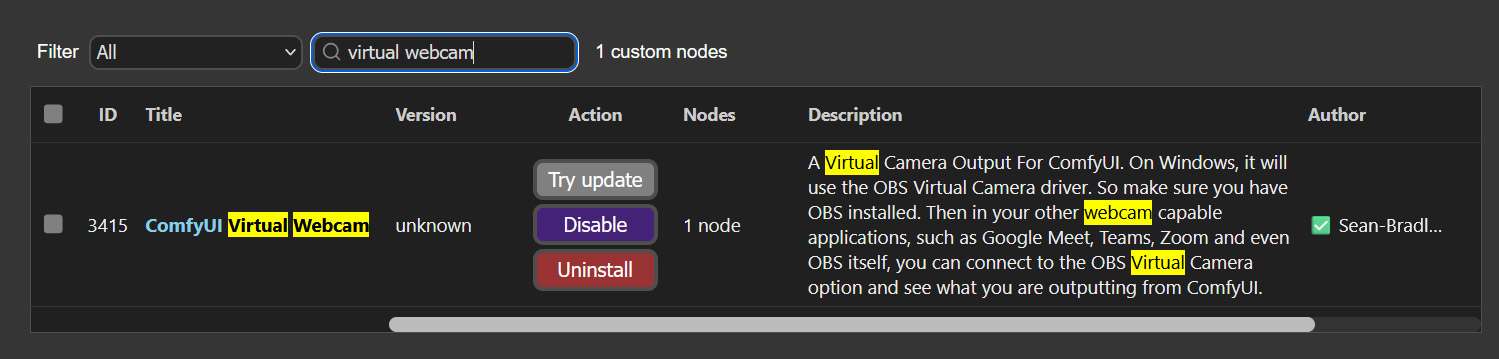 Filter All virtual webcam 1 custom nodes
ID Title Version Action Nodes Description Author
A Virtual Camera Output For ComfyUI. On Windows, it will
Try update
use the OBS Virtual Camera driver. So make sure you have
OBS installed. Then in your other webcam capable
3415 ComfyUI Virtual Webcam unknown Disable 1 node
applications, such as Google Meet, Teams, Zoom and even
✅ Sean-Bradl...
OBS itself, you can connect to the OBS Virtual Camera
Uninstall
option and see what you are outputting from ComfyUI.